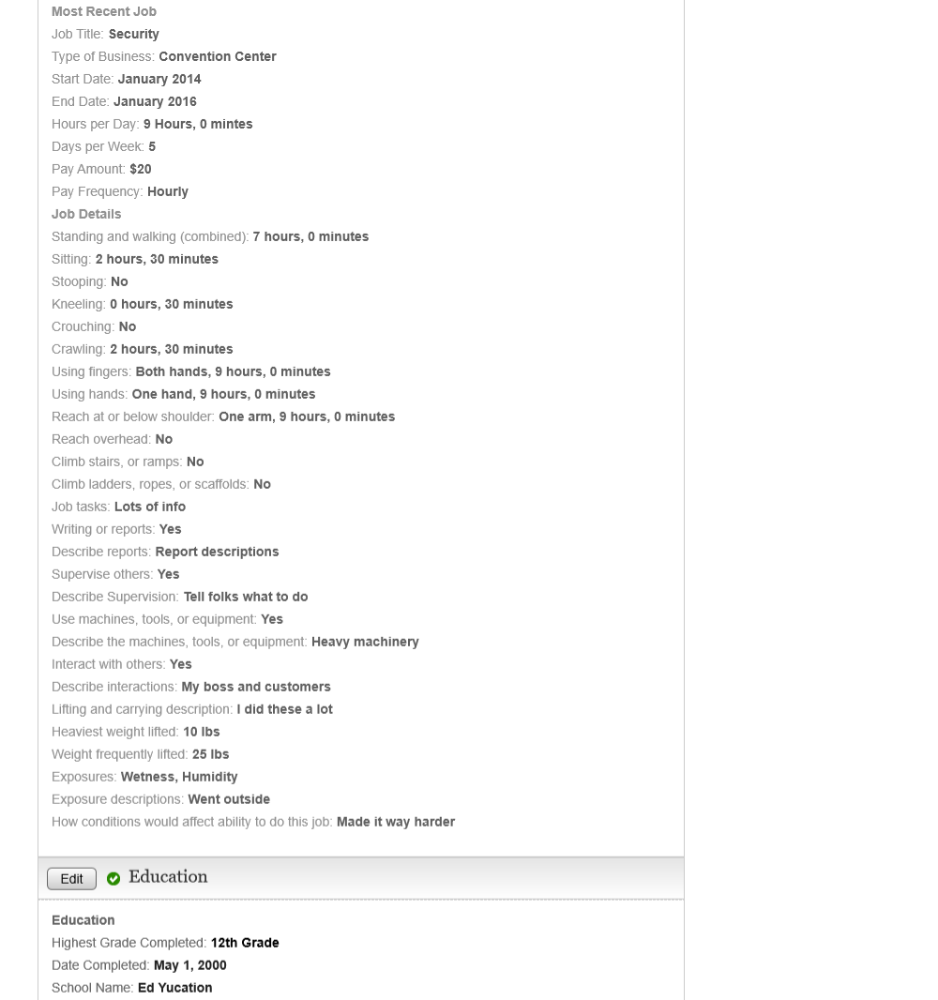 Most Recent Job
Job Title: Security
Type of Business: Convention Center
Start Date: January 2014
End Date: January 2016
Hours per Day: 9 Hours, 0 mintes
Days per Week: 5
Pay Amount: $20
Pay Frequency: Hourly
Job Details
Standing and walking (combined): 7 hours, 0 minutes
Sitting: 2 hours, 30 minutes
Stooping: No
Kneeling: 0 hours, 30 minutes
Crouching: No
Crawling: 2 hours, 30 minutes
Using fingers: Both hands, 9 hours, 0 minutes
Using hands: One hand, 9 hours, 0 minutes
Reach at or below shoulder: One arm, 9 hours, 0 minutes
Reach overhead: No
Climb stairs, or ramps: No
Climb ladders, ropes, or scaffolds: No
Job tasks: Lots of info
Writing or reports: Yes
Describe reports: Report descriptions
Supervise others: Yes
Describe Supervision: Tell folks what to do
Use machines, tools, or equipment: Yes
Describe the machines, tools, or equipment: Heavy machinery
Interact with others: Yes
Describe interactions: My boss and customers
Lifting and carrying description: I did these a lot
Heaviest weight lifted: 10 lbs
Weight frequently lifted: 25 lbs
Exposures: Wetness, Humidity
Exposure descriptions: Went outside
How conditions would affect ability to do this job: Made it way harder
Edit Education
Education
Highest Grade Completed: 12th Grade
Date Completed: May 1, 2000
School Name: Ed Yucation